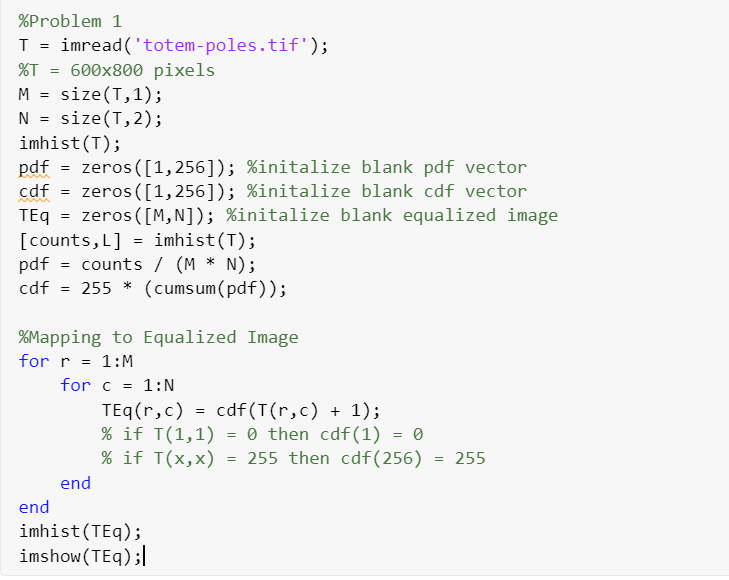 %Problem 1
T = imread('totem-poles.tif');
%T = 600x800 pixels
M = size(T,1);
N = size(T,2);
imhist(T);
pdf = zeros([1,256]); %initalize blank pdf vector
cdf = zeros([1,256]); %initalize blank cdf vector
TEq = zeros([M,N]); %initalize blank equalized image
[counts,L] = imhist(T);
pdf = counts / (M * N);
cdf = 255 * (cumsum(pdf));

%Mapping to Equalized Image
for r = 1:M
    for c = 1:N
        TEq(r,c) = cdf(T(r,c) + 1);
        % if T(1,1) = 0 then cdf(1) = 0
        % if T(x,x) = 255 then cdf(256) = 255
    end
end
imhist(TEq);
imshow(TEq);